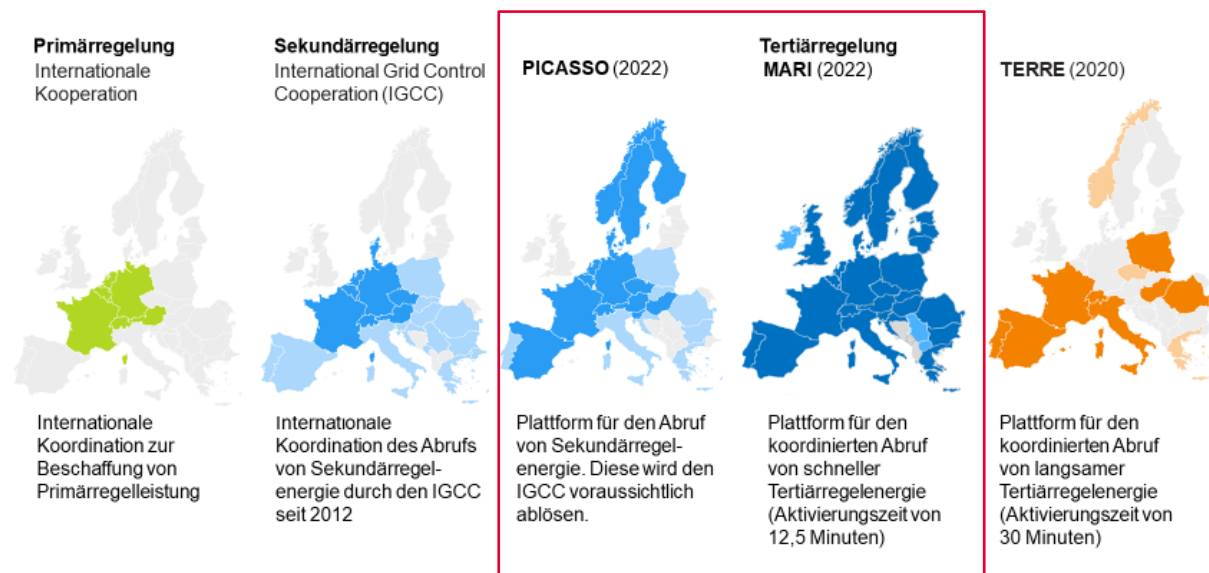 Primärregelung
Internationale
Kooperation
Internationale
Koordination zur
Beschaffung von
Primärregelleistung
Sekundärregelung
International Grid Control
Cooperation (IGCC)
Internationale
Koordination des Abrufs
von Sekundärregel-
energie durch den IGCC
seit 2012
PICASSO (2022)
Plattform für den Abruf
von Sekundärregel-
energie. Diese wird den
IGCC voraussichtlich
ablösen.
Tertiärregelung
MARI (2022)
Plattform für den
koordinierten Abruf
von schneller
Tertiärregelenergie
(Aktivierungszeit von
12,5 Minuten)
TERRE (2020)
Plattform für den
koordinierten Abruf
von langsamer
Tertiärregelenergie
(Aktivierungszeit von
30 Minuten)